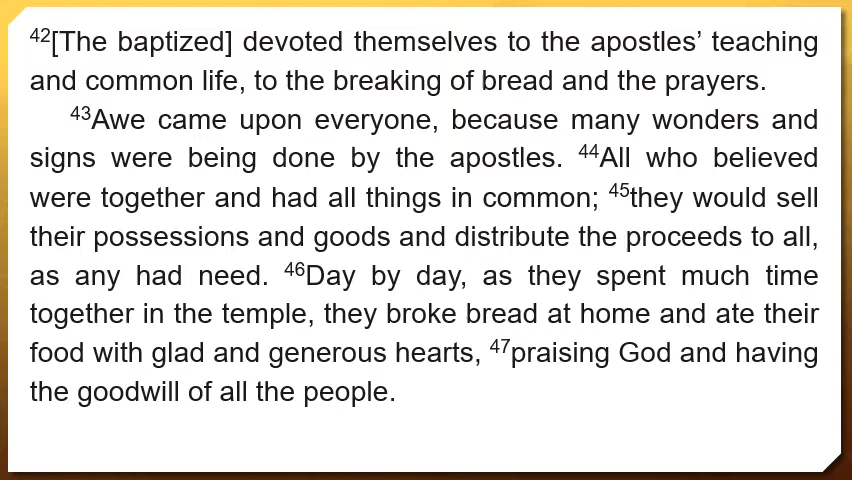 ⁴²[The baptized] devoted themselves to the apostles’ teaching
and common life, to the breaking of bread and the prayers.
⁴³Awe came upon everyone, because many wonders and
signs were being done by the apostles. ⁴⁴All who believed
were together and had all things in common; ⁴⁵they would sell
their possessions and goods and distribute the proceeds to all,
as any had need. ⁴⁶Day by day, as they spent much time
together in the temple, they broke bread at home and ate their
food with glad and generous hearts, ⁴⁷praising God and having
the goodwill of all the people.